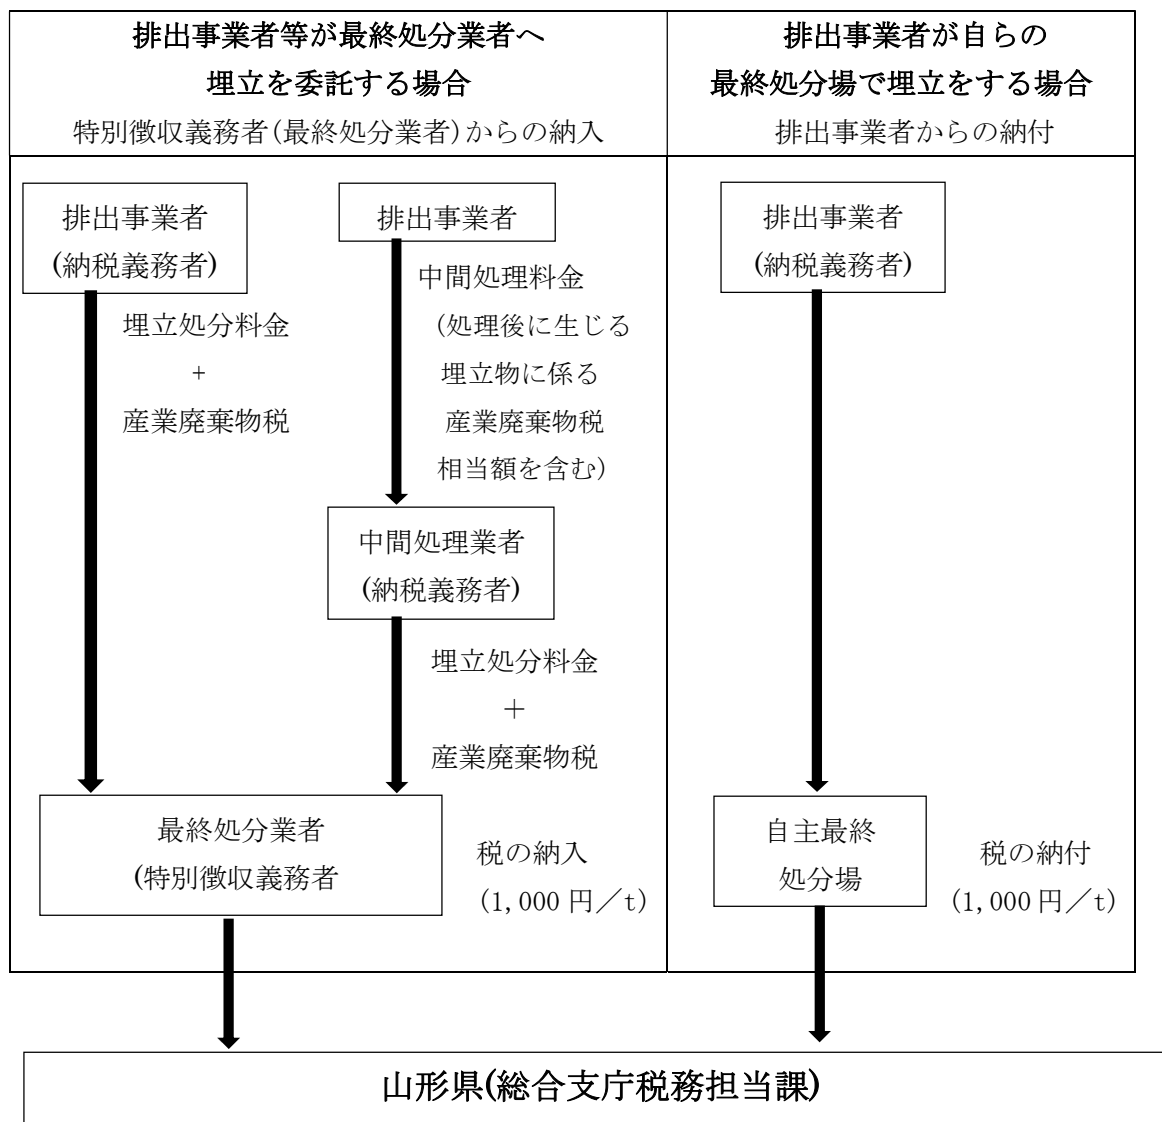 排出事業者等が最終処分業者へ
埋立を委託する場合
特別徴収義務者(最終処分業者)からの納入
排出事業者が自らの
最終処分場で埋立をする場合
排出事業者からの納付
排出事業者
(納税義務者)
埋立処分料金
+
産業廃棄物税
排出事業者
中間処理料金
(処理後に生じる
埋立物に係る
産業廃棄物税
相当額を含む)
中間処理業者
(納税義務者)
埋立処分料金
＋
産業廃棄物税
最終処分業者
(特別徴収義務者
税の納入
(1,000 円／t)
排出事業者
(納税義務者)
自主最終
処分場
税の納付
(1,000 円／t)
山形県(総合支庁税務担当課)